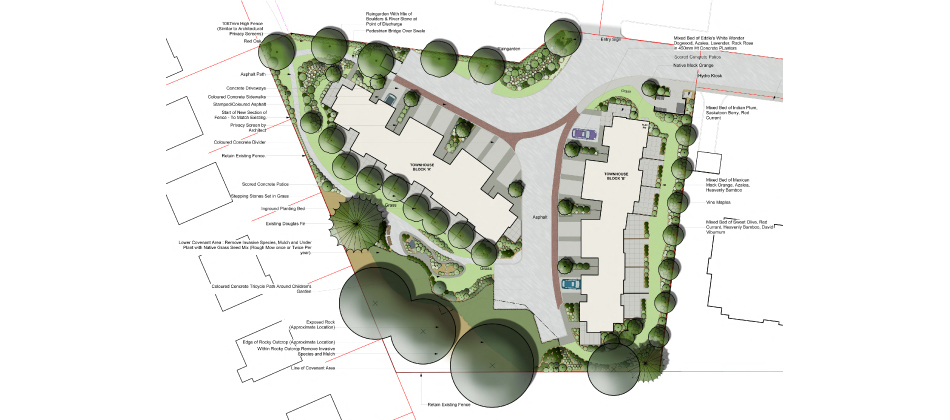 1067mm High Fence
(Similar to Architectural
Privacy Screens)
Red Oak
Asphalt Path
Concrete Driveways
Coloured Concrete Sidewalks
Stamped/Coloured Asphalt
Start of New Section of
Fence - To Match Existing
Privacy Screen by
Architect
Coloured Concrete Divider
Retain Existing Fence
Scored Concrete Patios
Stepping Stones Set in Grass
Inground Planting Bed
Existing Douglas Fir
Lower Covenant Area : Remove Invasive Species, Mulch and Under
Plant with Native Grass Seed Mix (Rough Mow once or Twice Per
year)
Coloured Concrete Tricycle Path Around Children's
Garden
Exposed Rock
(Approximate Location)
Edge of Rocky Outcrop (Approximate Location)
Within Rocky Outcrop Remove Invasive
Species and Mulch
Line of Covenant Area
Retain Existing Fence
Raingarden With Mix of
Boulders & River Stone at
Point of Discharge
Pedestrian Bridge Over Swale
Raingarden
Entry Sign
Mixed Bed of Eddie's White Wonder
Dogwood, Azalea, Lavender, Rock Rose
in 450mm Ht Concrete Planters
Scored Concrete Patios
Native Mock Orange
Hydro Kiosk
Grass
Mixed Bed of Indian Plum,
Saskatoon Berry, Red
Currant
Mixed Bed of Mexican
Mock Orange, Azalea,
Heavenly Bamboo
Vine Maples
Mixed Bed of Sweet Olive, Red
Currant, Heavenly Bamboo, David
Viburnum
TOWNHOUSE
BLOCK 'A'
TOWNHOUSE
BLOCK 'B'
Asphalt
Grass
Grass